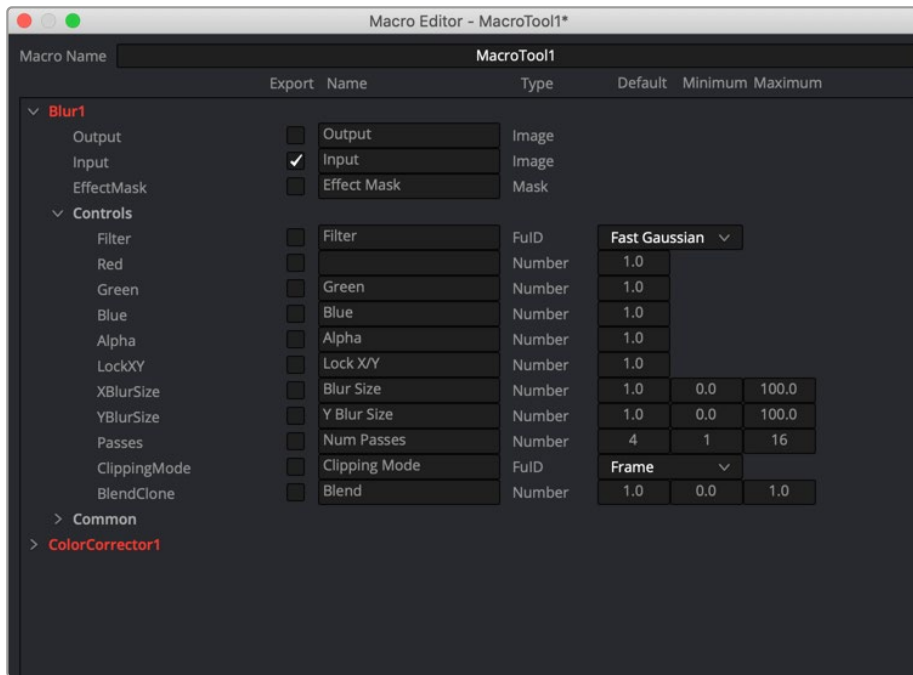 Macro Editor - MacroTool1*
Macro Name MacroTool1
Export Name Type Default Minimum Maximum
Blur1
Output Output Image
Input Input Image
EffectMask Effect Mask Mask
Controls
Filter Filter FuID Fast Gaussian
Red Number 1.0
Green Green Number 1.0
Blue Blue Number 1.0
Alpha Alpha Number 1.0
LockXY Lock X/Y Number 1.0
XBlurSize Blur Size Number 1.0 0.0 100.0
YBlurSize Y Blur Size Number 1.0 0.0 100.0
Passes Num Passes Number 4 1 16
ClippingMode Clipping Mode FuID Frame
BlendClone Blend Number 1.0 0.0 1.0
Common
ColorCorrector1